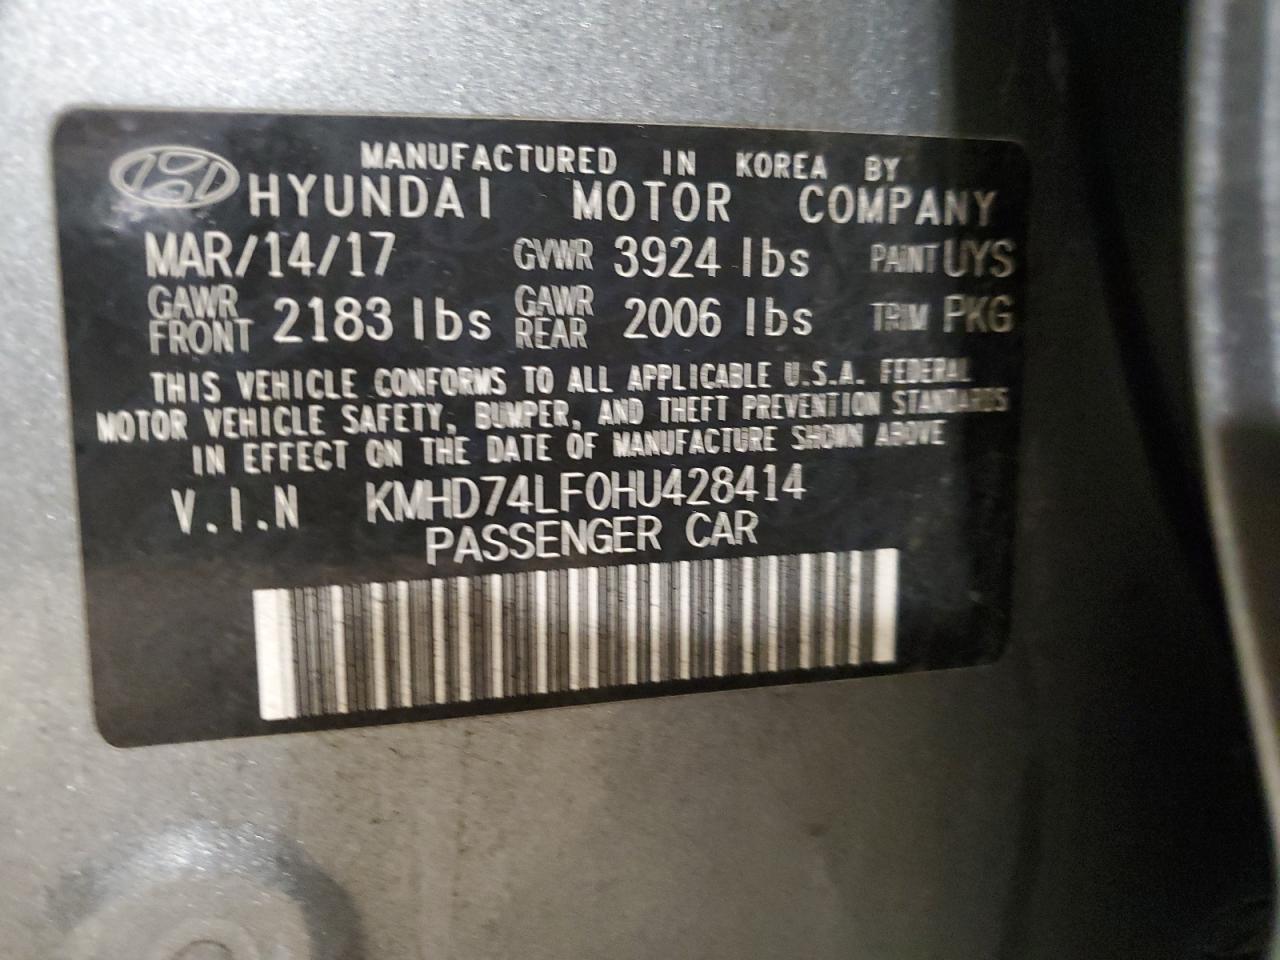 MANUFACTURED IN KOREA BY
HYUNDAI MOTOR COMPANY
MAR/14/17 GVWR 3924 lbs PAINT UYS
GAWR FRONT 2183 lbs GAWR REAR 2006 lbs TRIM PKG
THIS VEHICLE CONFORMS TO ALL APPLICABLE U.S.A. FEDERAL
MOTOR VEHICLE SAFETY, BUMPER, AND THEFT PREVENTION STANDARDS
IN EFFECT ON THE DATE OF MANUFACTURE SHOWN ABOVE
V.I.N KMHD74LF0HU428414
PASSENGER CAR